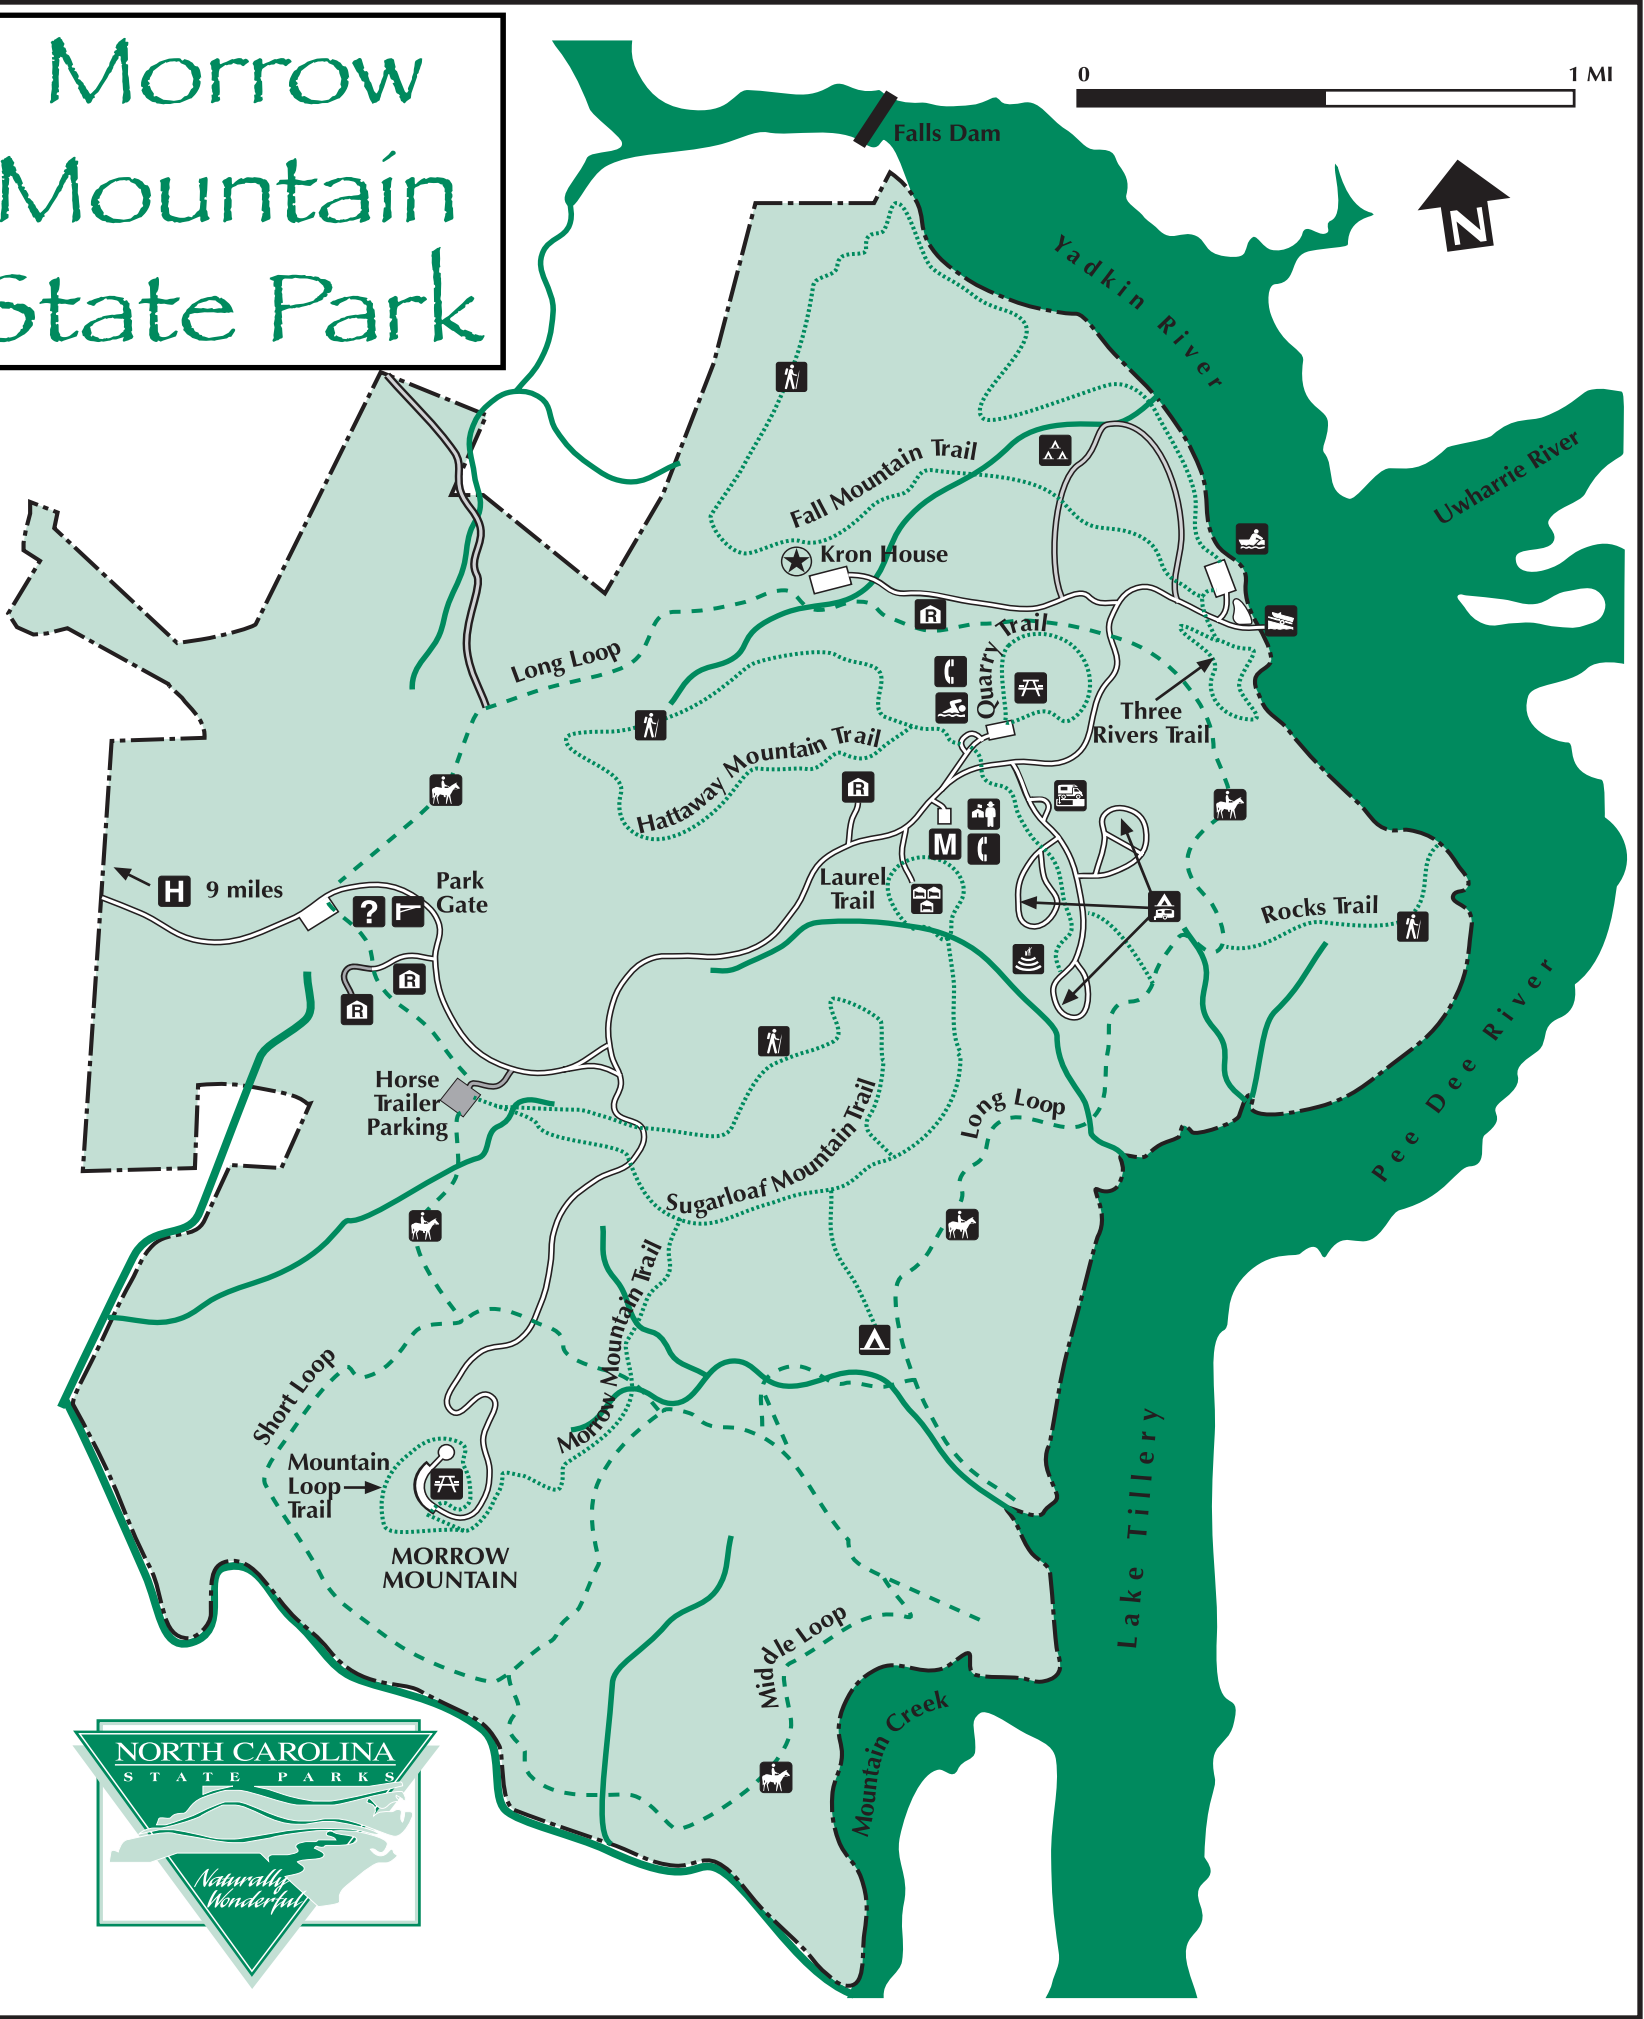 Morrow
Mountain
State Park
0
1 MI
N
Falls Dam
Yadkin River
Uwharrie River
Fall Mountain Trail
Kron House
R
Long Loop
Quarry Trail
Three
Rivers Trail
Hattaway Mountain Trail
R
M
H
9 miles
Park
Gate
?
Laurel
Trail
Rocks Trail
R
R
Pee Dee River
Horse
Trailer
Parking
Long Loop
Sugarloaf Mountain Trail
Morrow Mountain Trail
Short Loop
Mountain
Loop
Trail
MORROW
MOUNTAIN
Lake Tillery
Middle Loop
Mountain Creek
NORTH CAROLINA
STATE PARKS
Naturally
Wonderful